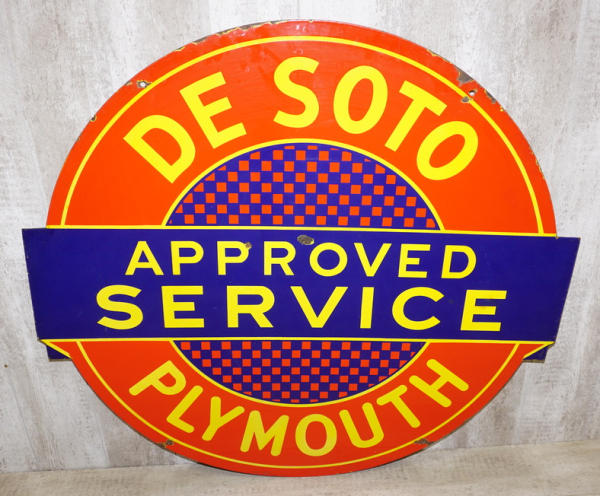 DE SOTO
APPROVED
SERVICE
PLYMOUTH